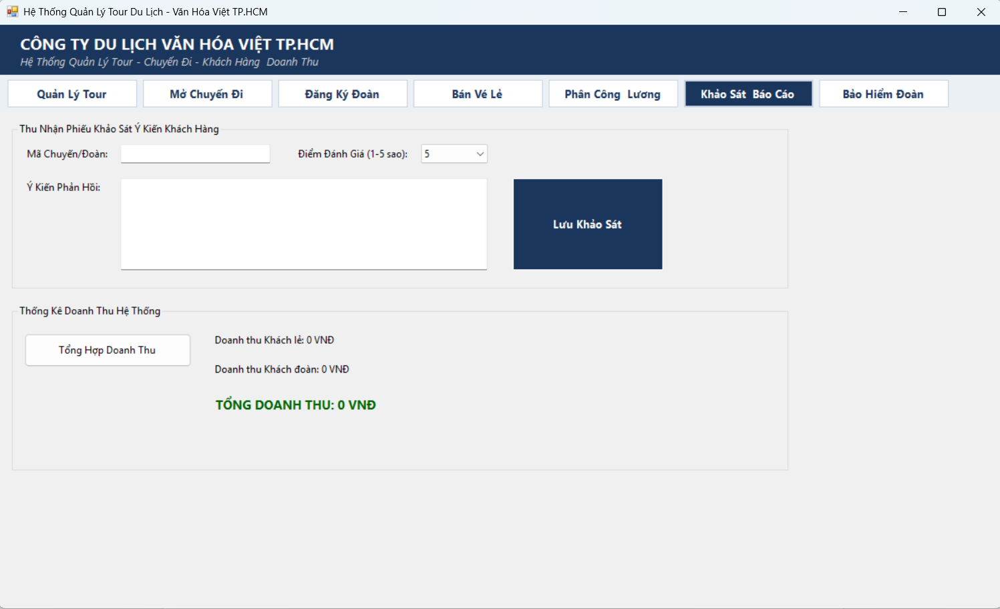 Hệ Thống Quản Lý Tour Du Lịch - Văn Hóa Việt TP.HCM
CÔNG TY DU LỊCH VĂN HÓA VIỆT TP.HCM
Hệ Thống Quản Lý Tour - Chuyến Đi - Khách Hàng  Doanh Thu
Quản Lý Tour
Mở Chuyến Đi
Đăng Ký Đoàn
Bán Vé Lẻ
Phân Công  Lương
Khảo Sát  Báo Cáo
Bảo Hiểm Đoàn
Thu Nhận Phiếu Khảo Sát Ý Kiến Khách Hàng
Mã Chuyến/Đoàn:
Điểm Đánh Giá (1-5 sao):
5
Ý Kiến Phản Hồi:
Lưu Khảo Sát
Thống Kê Doanh Thu Hệ Thống
Tổng Hợp Doanh Thu
Doanh thu Khách lẻ: 0 VNĐ
Doanh thu Khách đoàn: 0 VNĐ
TỔNG DOANH THU: 0 VNĐ